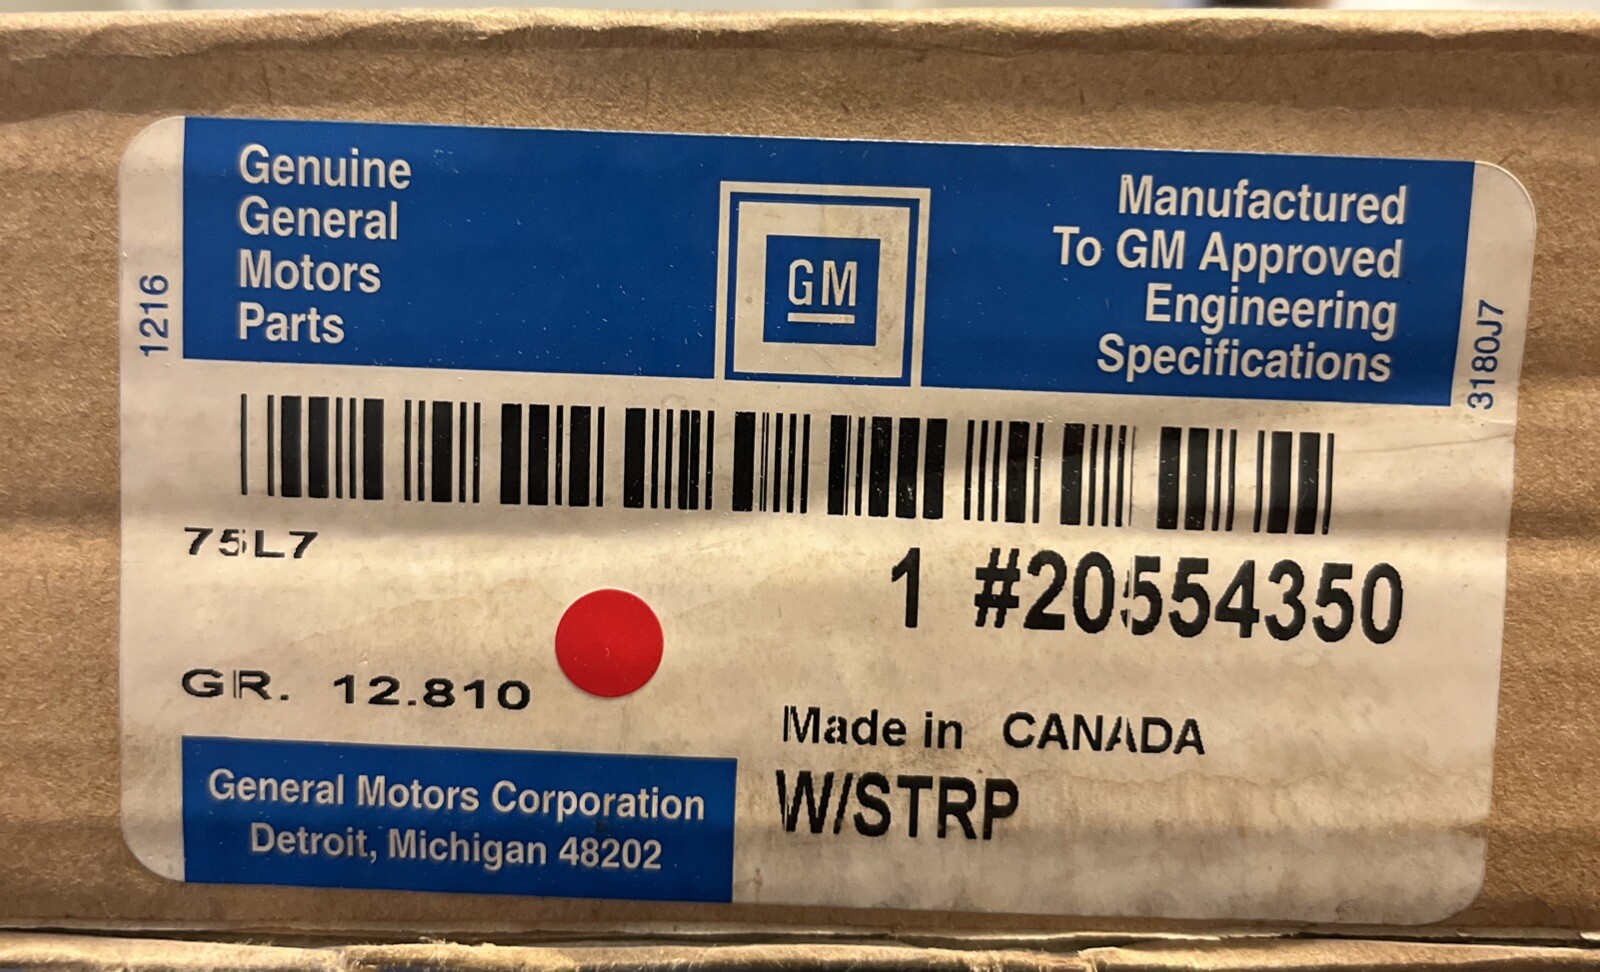 Genuine
General
Motors
Parts
GM
Manufactured
To GM Approved
Engineering
Specifications
1216
3180J7
75L7
1 #20554350
GR. 12.810
Made in CANADA
W/STRP
General Motors Corporation
Detroit, Michigan 48202